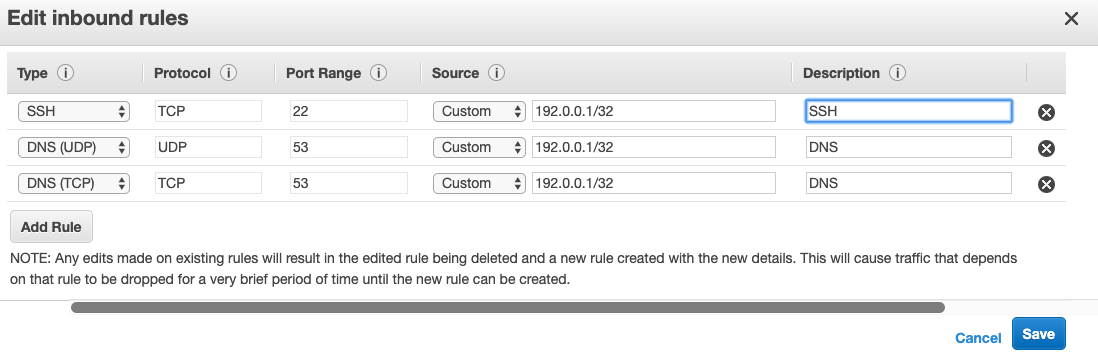 Edit inbound rules
Type Protocol Port Range Source Description
SSH TCP 22 Custom 192.0.0.1/32 SSH
DNS (UDP) UDP 53 Custom 192.0.0.1/32 DNS
DNS (TCP) TCP 53 Custom 192.0.0.1/32 DNS
Add Rule
NOTE: Any edits made on existing rules will result in the edited rule being deleted and a new rule created with the new details. This will cause traffic that depends
on that rule to be dropped for a very brief period of time until the new rule can be created.
Cancel Save